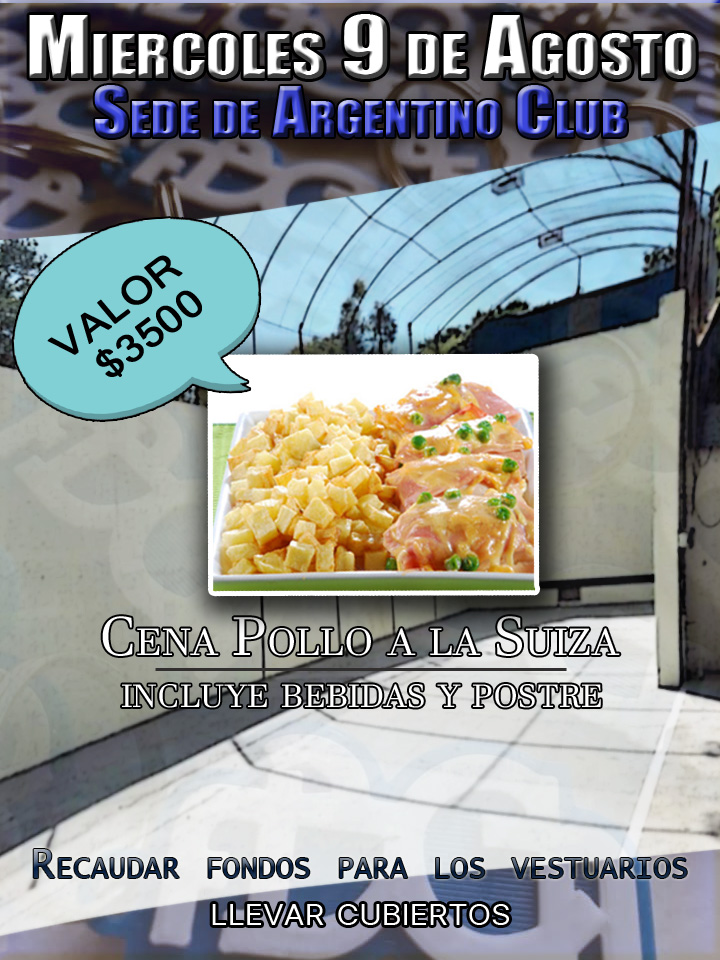 MIERCOLES 9 DE AGOSTO
SEDE DE ARGENTINO CLUB
VALOR
$3500
CENA POLLO A LA SUIZA
INCLUYE BEBIDAS Y POSTRE
RECAUDAR FONDOS PARA LOS VESTUARIOS
LLEVAR CUBIERTOS